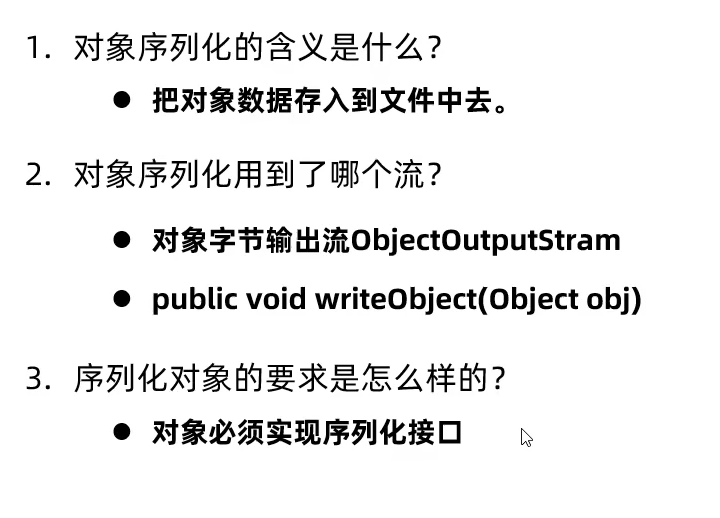 1. 对象序列化的含义是什么?
● 把对象数据存入到文件中去。
2. 对象序列化用到了哪个流?
● 对象字节输出流ObjectOutputStram
● public void writeObject(Object obj)
3. 序列化对象的要求是怎么样的?
● 对象必须实现序列化接口